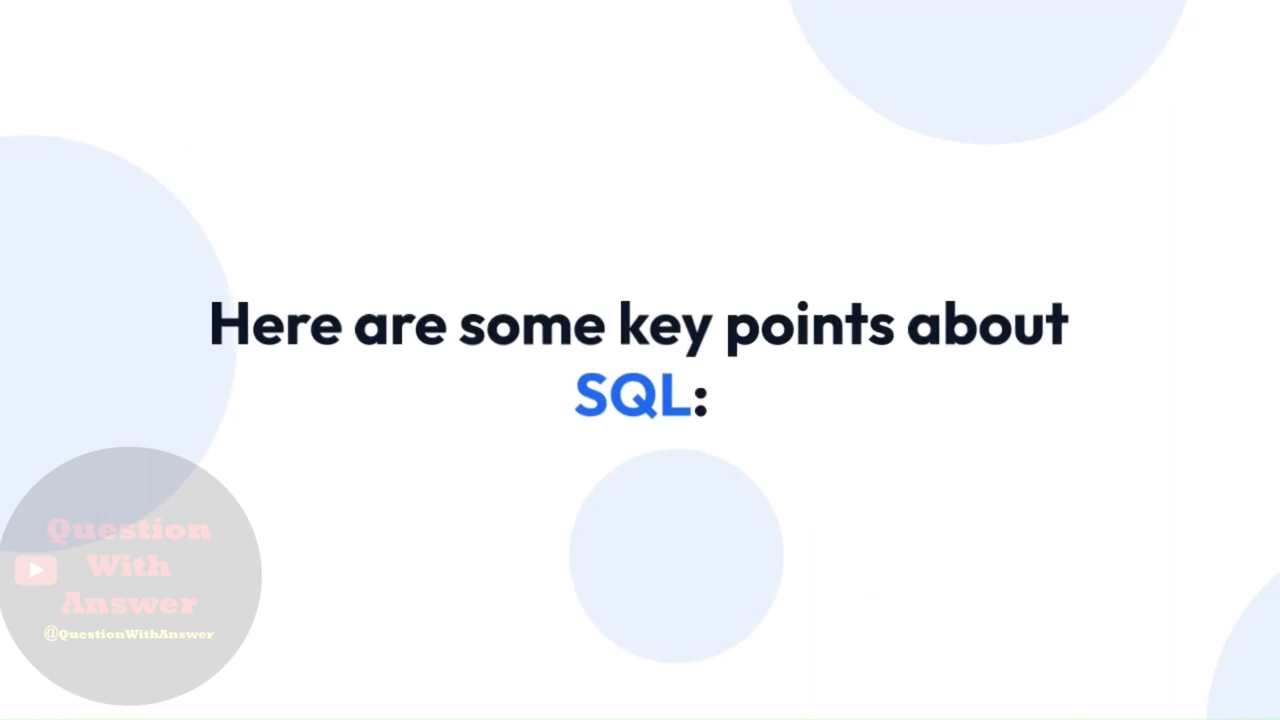 Here are some key points about
SQL:
Question
With
Answer
@QuestionWithAnswer